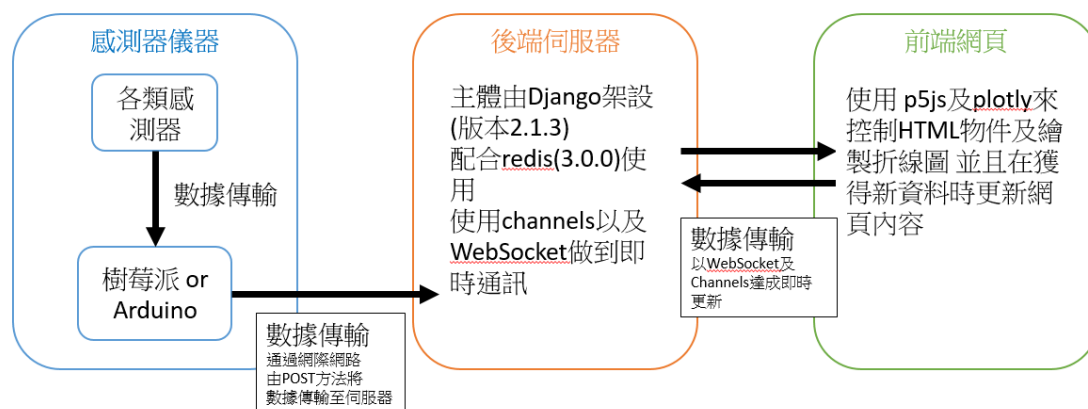 感測器儀器
各類感
測器
數據傳輸
樹莓派 or
Arduino
數據傳輸
通過網際網路
由POST方法將
數據傳輸至伺服器
後端伺服器
主體由Django架設
(版本2.1.3)
配合redis(3.0.0)使
用
使用channels以及
WebSocket做到即
時通訊
數據傳輸
以WebSocket及
Channels達成即時
更新
前端網頁
使用 p5js及plotly來
控制HTML物件及繪
製折線圖 並且在獲
得新資料時更新網
頁內容